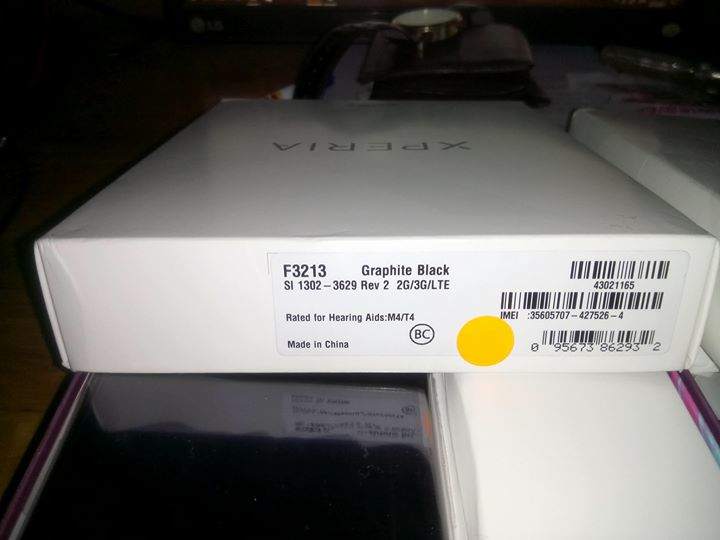 LG
XPERIA
F3213 Graphite Black
SI 1302-3629 Rev 2 2G/3G/LTE
43021165
IMEI :35605707-427526-4
Rated for Hearing Aids:M4/T4
BC
Made in China
0 95673 86293 2